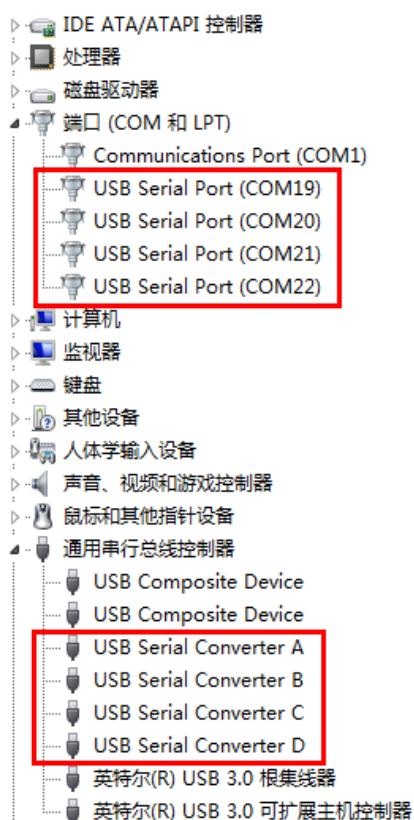 IDE ATA/ATAPI 控制器
处理器
磁盘驱动器
端口 (COM 和 LPT)
Communications Port (COM1)
USB Serial Port (COM19)
USB Serial Port (COM20)
USB Serial Port (COM21)
USB Serial Port (COM22)
计算机
监视器
键盘
其他设备
人体学输入设备
声音、视频和游戏控制器
鼠标和其他指针设备
通用串行总线控制器
USB Composite Device
USB Composite Device
USB Serial Converter A
USB Serial Converter B
USB Serial Converter C
USB Serial Converter D
英特尔(R) USB 3.0 根集线器
英特尔(R) USB 3.0 可扩展主机控制器